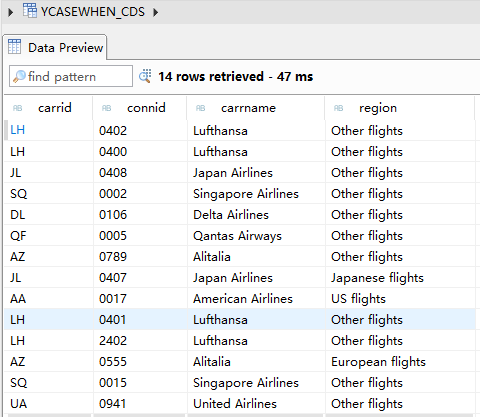 YCASEWHEN_CDS
Data Preview
find pattern 14 rows retrieved - 47 ms
AB carrid AB connid AB carrname AB region
LH 0402 Lufthansa Other flights
LH 0400 Lufthansa Other flights
JL 0408 Japan Airlines Other flights
SQ 0002 Singapore Airlines Other flights
DL 0106 Delta Airlines Other flights
QF 0005 Qantas Airways Other flights
AZ 0789 Alitalia Other flights
JL 0407 Japan Airlines Japanese flights
AA 0017 American Airlines US flights
LH 0401 Lufthansa Other flights
LH 2402 Lufthansa Other flights
AZ 0555 Alitalia European flights
SQ 0015 Singapore Airlines Other flights
UA 0941 United Airlines Other flights